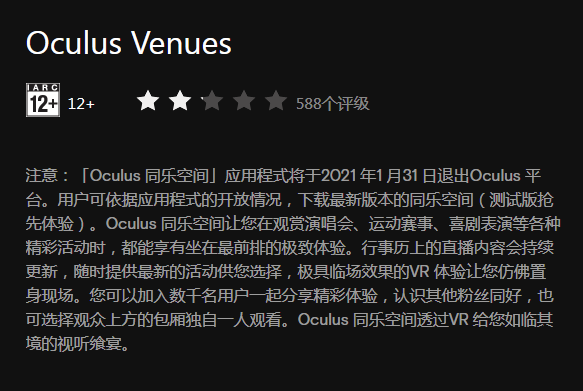 Oculus Venues
IARC
12+
12+
588个评级
注意：「Oculus 同乐空间」应用程式将于2021 年1 月31 日退出Oculus 平
台。用户可依据应用程式的开放情况，下载最新版本的同乐空间（测试版抢
先体验）。Oculus 同乐空间让您在观赏演唱会、运动赛事、喜剧表演等各种
精彩活动时，都能享有坐在最前排的极致体验。行事历上的直播内容会持续
更新，随时提供最新的活动供您选择，极具临场效果的VR 体验让您仿佛置
身现场。您可以加入数千名用户一起分享精彩体验，认识其他粉丝同好，也
可选择观众上方的包厢独自一人观看。Oculus 同乐空间透过VR 给您如临其
境的视听飨宴。